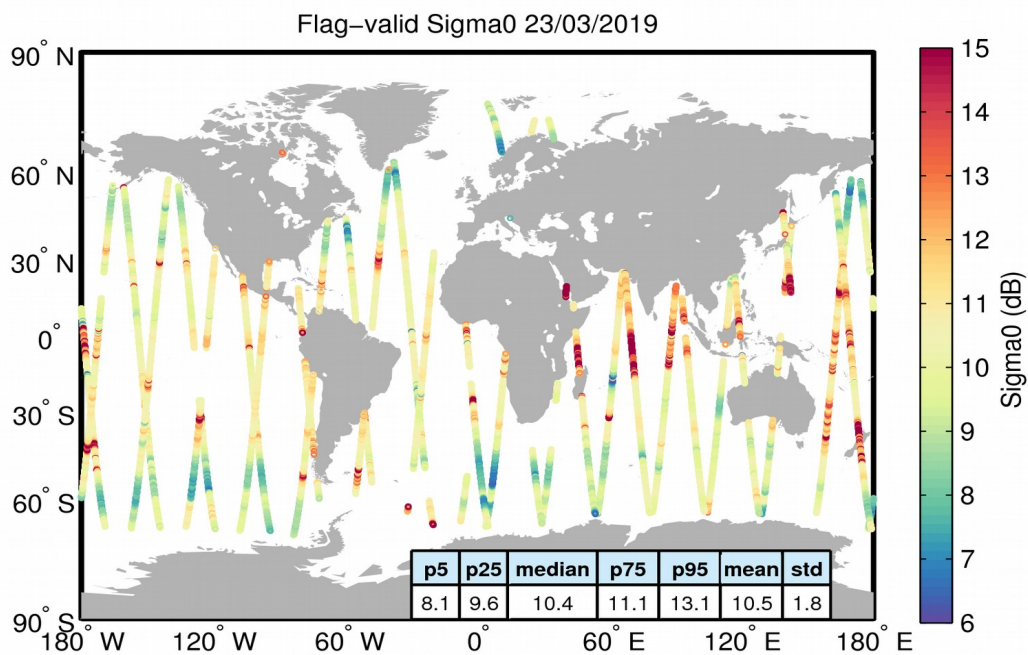 Flag−valid Sigma0 23/03/2019
90° N
60° N
30° N
0°
30° S
60° S
90° S
180° W
120° W
60° W
0°
60° E
120° E
180° E
p5 p25 median p75 p95 mean std
8.1 9.6 10.4 11.1 13.1 10.5 1.8
15
14
13
12
11
10
9
8
7
6
Sigma0 (dB)